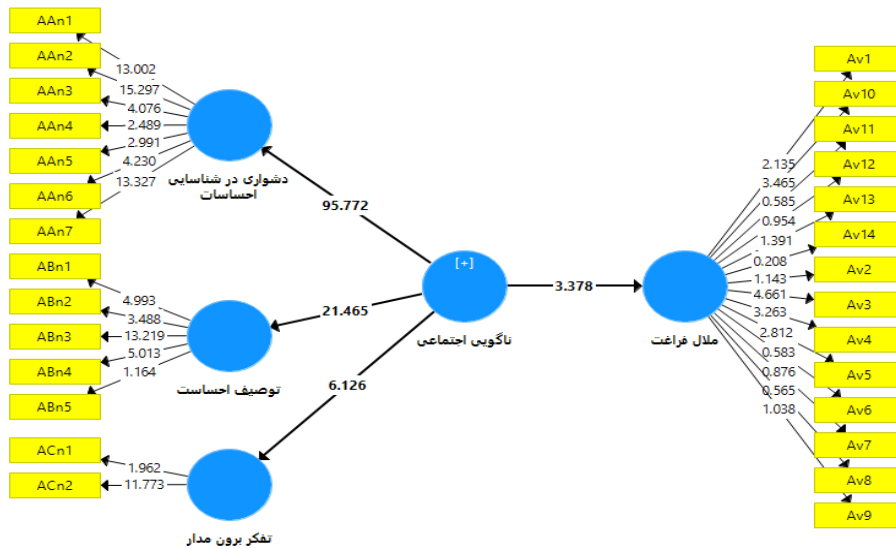 AAn1
AAn2
AAn3
AAn4
AAn5
AAn6
AAn7
13.002
15.297
4.076
2.489
2.991
4.230
13.327
دشواری در شناسایی
احساسات
95.772
ABn1
ABn2
ABn3
ABn4
ABn5
4.993
3.488
13.219
5.013
1.164
توصیف احساست
21.465
ACn1
ACn2
1.962
11.773
تفکر برون مدار
6.126
[+]
ناگویی اجتماعی
3.378
ملال فراغت
2.135
3.465
0.585
0.954
1.391
0.208
1.143
4.661
3.263
2.812
0.583
0.876
0.565
1.038
Av1
Av10
Av11
Av12
Av13
Av14
Av2
Av3
Av4
Av5
Av6
Av7
Av8
Av9